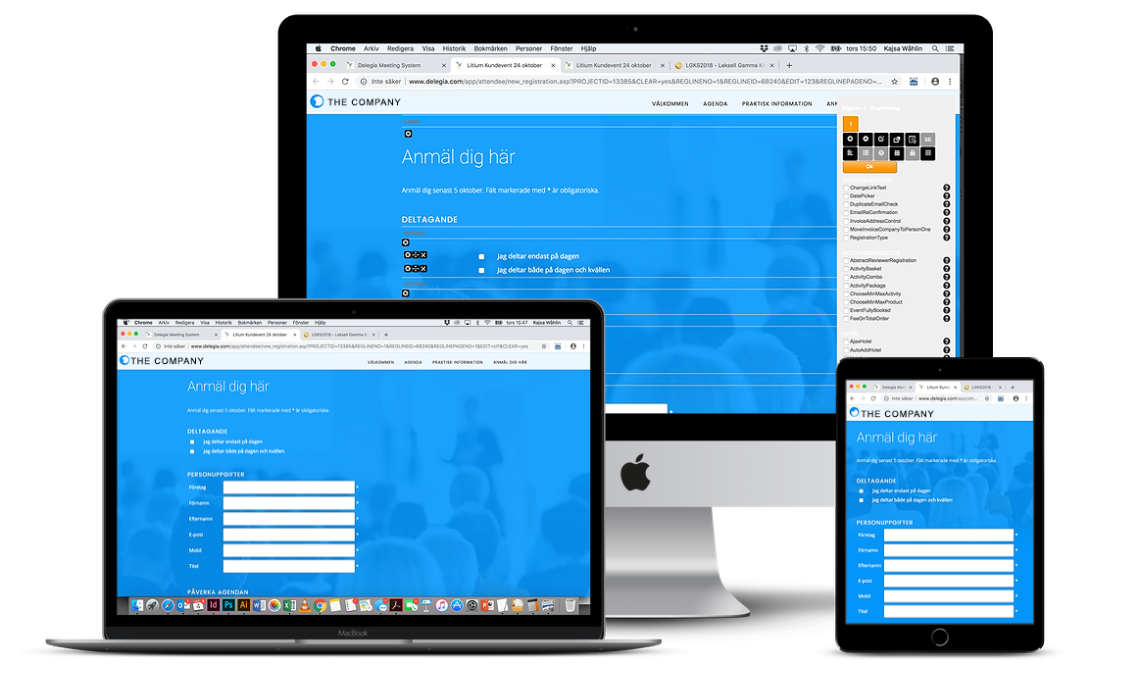 Chrome Arkiv Redigera Visa Historik Bokmärken Personer Fönster Hjälp tors 15:50 Kajsa Wåhlin
Delegia Meeting System Litium Kundevent 24 oktober Litium Kundevent 24 oktober LGKS2018 - Leksell Gamma K
Inte säker www.delegia.com/app/attendee/new_registration.asp?PROJECTID=13385&CLEAR=yes&REGLINENO=1&REGLINEID=68240&EDIT=123&REGLINEPAGEND=...
THE COMPANY VÄLKOMMEN AGENDA PRAKTISK INFORMATION ANM
1
Anmäl dig här
Ok
Anmäl dig senast 5 oktober. Fält markerade med * är obligatoriska.
DELTAGANDE
Jag deltar endast på dagen
Jag deltar både på dagen och kvällen
ChangeLinkText
DatePicker
DuplicateEmailCheck
EmailReConfirmation
InvoiceAddressControl
MoveInvoiceCompanyToPersonOne
RegistrationType
AbstractReviewerRegistration
ActivityBasket
ActivityCombo
ActivityPackage
ChooseMinMaxActivity
ChooseMinMaxProduct
EventFullyBooked
FeeOnTotalOrder
AjaxHotel
AutoAddHotel
Chrome Arkiv Redigera Visa Historik Bokmärken Personer Fönster Hjälp tors 15:47 Kajsa Wåhlin
Delegia Meeting System Litium Kundevent 24 oktober LGKS2018 - Leksell Gamma K
Inte säker www.delegia.com/app/attendee/new_registration.asp?PROJECTID=13385&REGLINENO=1&REGLINEID=68240&REGLINEPAGEND=1&EDIT=off&CLEAR=yes
THE COMPANY VÄLKOMMEN AGENDA PRAKTISK INFORMATION ANMÄL DIG HÄR
Anmäl dig här
Anmäl dig senast 5 oktober. Fält markerade med * är obligatoriska.
DELTAGANDE
Jag deltar endast på dagen
Jag deltar både på dagen och kvällen
PERSONUPPGIFTER
Företag *
Förnamn *
Efternamn *
E-post *
Mobil *
Titel *
PÅVERKA AGENDAN
Id Ps Ai W X
MacBook
Delegia Me Litium Kund LGKS2018 -
Inte säker www.delegia.com/app/att...
THE COMPANY
Anmäl dig här
Anmäl dig senast 5 oktober. Fält markerade med * är obligatoriska.
DELTAGANDE
Jag deltar endast på dagen
Jag deltar både på dagen och kvällen
PERSONUPPGIFTER
Företag *
Förnamn *
Efternamn *
E-post *
Mobil *
Titel *